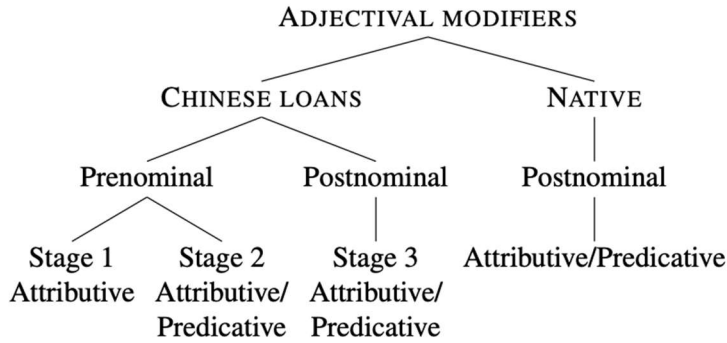 ADJECTIVAL MODIFIERS
CHINESE LOANS NATIVE
Prenominal Postnominal Postnominal
Stage 1 Stage 2 Stage 3 Attributive/Predicative
Attributive Attributive/ Attributive/
Predicative Predicative